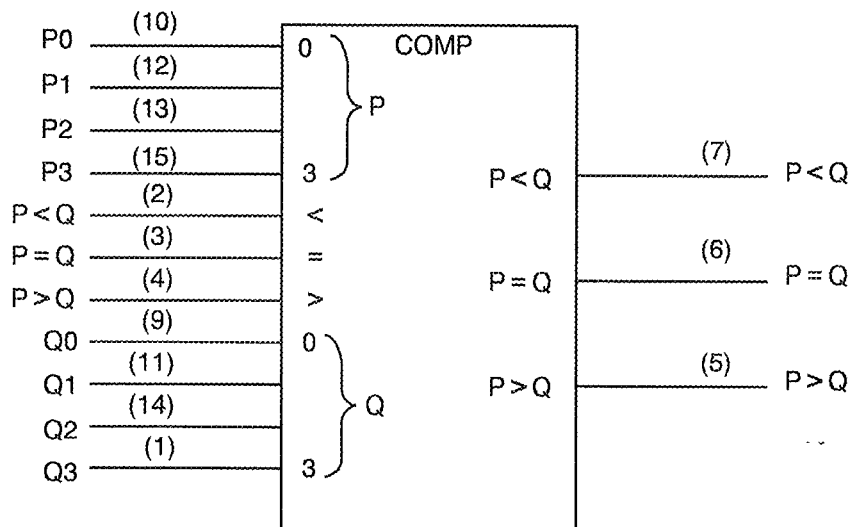 P0 (10) 0 COMP
P1 (12)
P
P2 (13)
P3 (15) 3 P<Q (7) P<Q
P<Q (2) <
P=Q (3) = P=Q (6) P=Q
P>Q (4) >
Q0 (9) 0
Q1 (11) P>Q (5) P>Q
Q
Q2 (14)
Q3 (1) 3